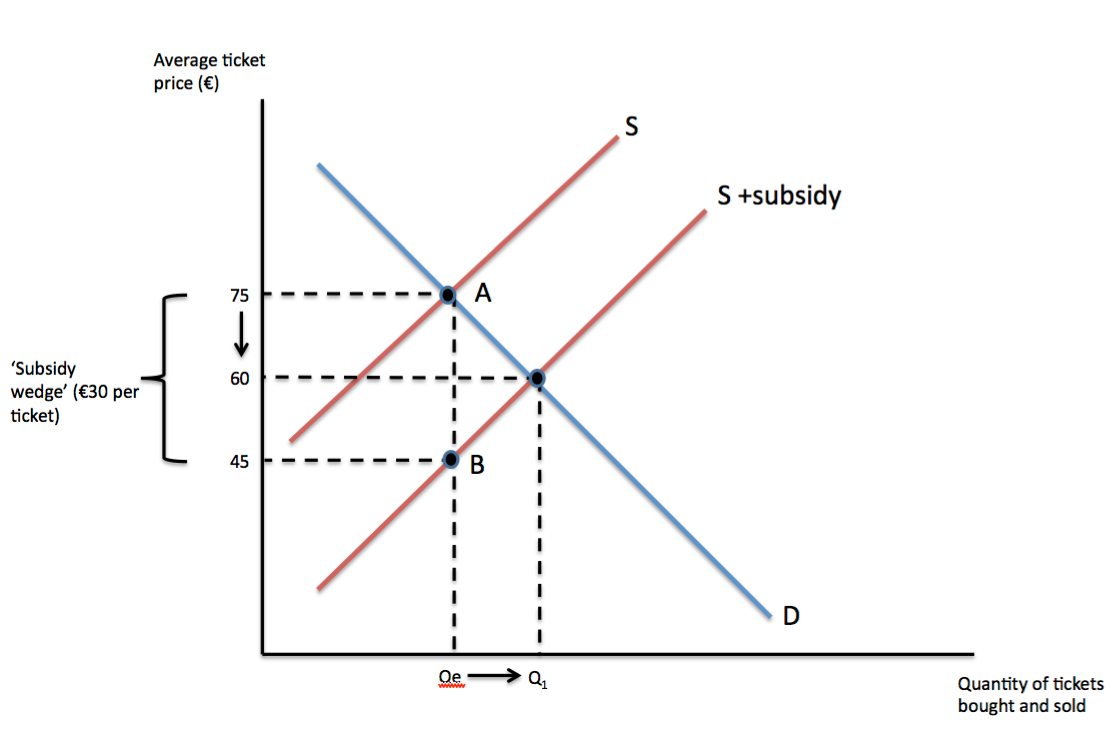 Average ticket
price (€)
S
S +subsidy
75
A
‘Subsidy
wedge’ (€30 per
ticket)
60
45
B
D
Qe
Q1
Quantity of tickets
bought and sold